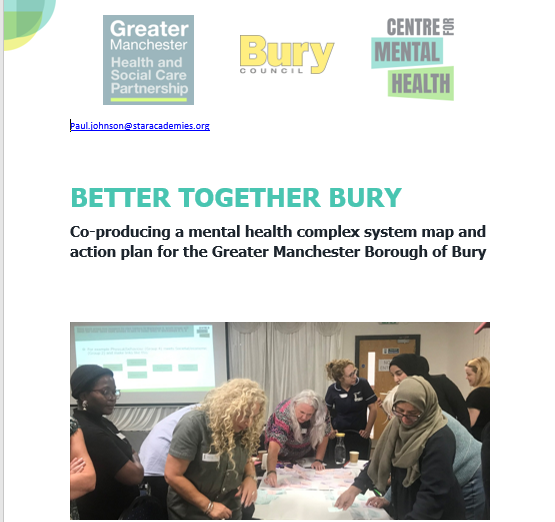 Greater
Manchester
Health and
Social Care
Partnership
Bury
COUNCIL
CENTRE FOR
MENTAL
HEALTH
Paul.johnson@staracademies.org
BETTER TOGETHER BURY
Co-producing a mental health complex system map and
action plan for the Greater Manchester Borough of Bury